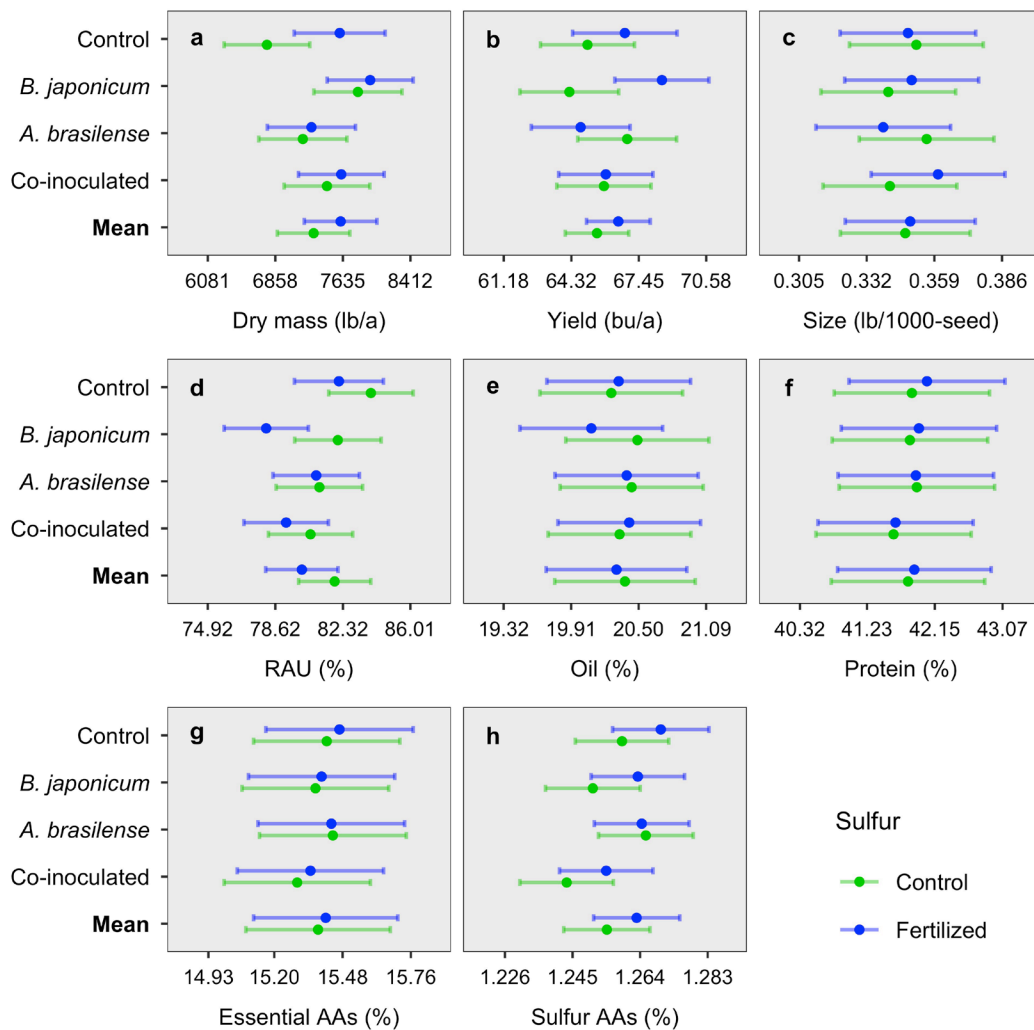 a
b
c
Control
B. japonicum
A. brasilense
Co-inoculated
Mean
6081 6858 7635 8412
61.18 64.32 67.45 70.58
0.305 0.332 0.359 0.386
Dry mass (lb/a)
Yield (bu/a)
Size (lb/1000-seed)
d
e
f
Control
B. japonicum
A. brasilense
Co-inoculated
Mean
74.92 78.62 82.32 86.01
19.32 19.91 20.50 21.09
40.32 41.23 42.15 43.07
RAU (%)
Oil (%)
Protein (%)
g
h
Control
B. japonicum
A. brasilense
Co-inoculated
Mean
14.93 15.20 15.48 15.76
1.226 1.245 1.264 1.283
Essential AAs (%)
Sulfur AAs (%)
Sulfur
Control
Fertilized